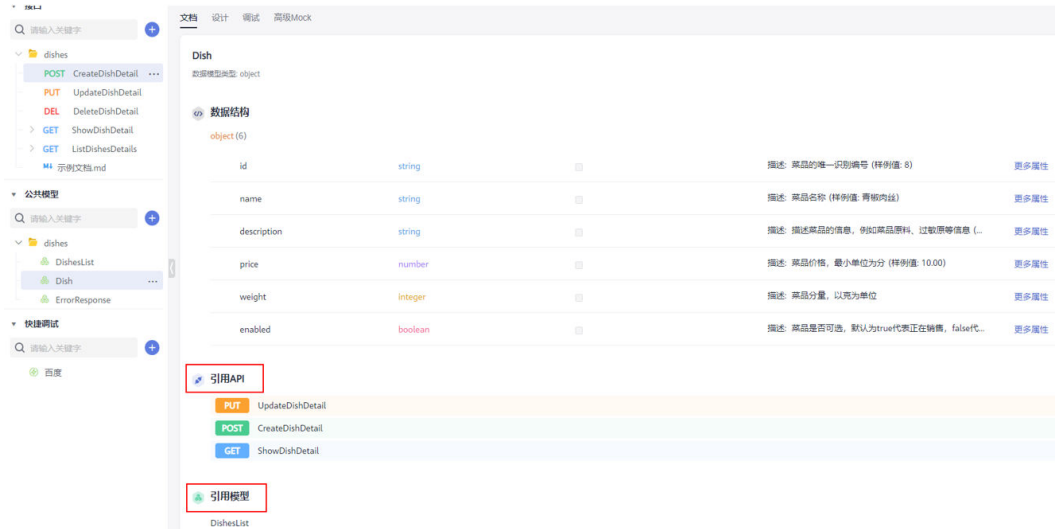 接口
请输入关键字
dishes
POST CreateDishDetail ...
PUT UpdateDishDetail
DEL DeleteDishDetail
GET ShowDishDetail
GET ListDishesDetails
M↓ 示例文档.md
公共模型
请输入关键字
dishes
DishesList
Dish ...
ErrorResponse
快捷调试
请输入关键字
百度
文档 设计 调试 高级Mock
Dish
数据模型类型: object
数据结构
object (6)
id string 描述: 菜品的唯一识别编号 (样例值: 8) 更多属性
name string 描述: 菜品名称 (样例值: 青椒肉丝) 更多属性
description string 描述: 描述菜品的信息，例如菜品原料、过敏原等信息 (... 更多属性
price number 描述: 菜品价格，最小单位为分 (样例值: 10.00) 更多属性
weight integer 描述: 菜品分量，以克为单位 更多属性
enabled boolean 描述: 菜品是否可选，默认为true代表正在销售，false代... 更多属性
引用API
PUT UpdateDishDetail
POST CreateDishDetail
GET ShowDishDetail
引用模型
DishesList